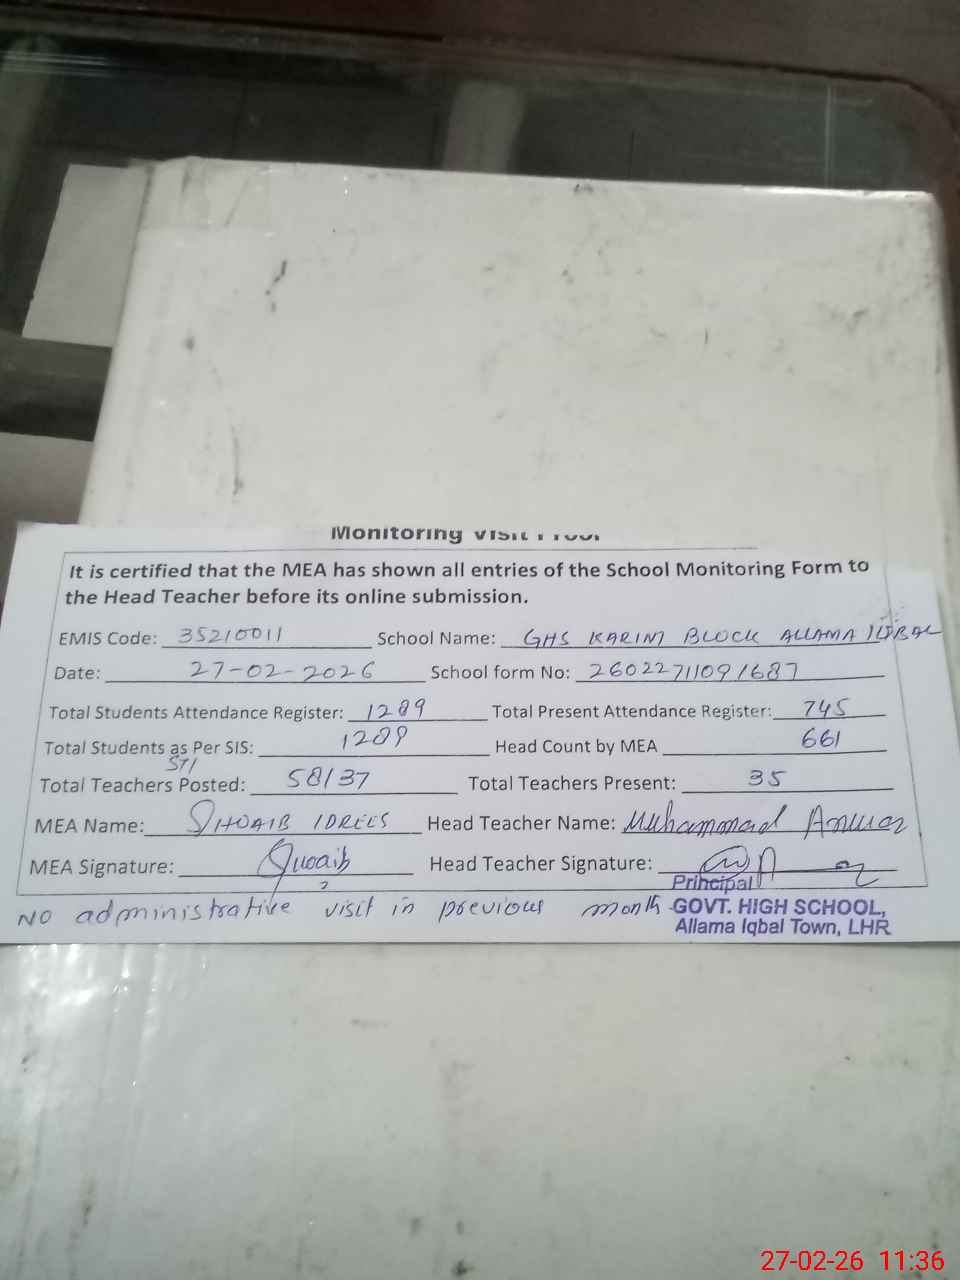 Monitoring Visit Proof
It is certified that the MEA has shown all entries of the School Monitoring Form to
the Head Teacher before its online submission.
EMIS Code: 35210011 School Name: GHS KARIM BLOCK ALLAMA IQBAL
Date: 27-02-2026 School form No: 26022711091687
Total Students Attendance Register: 1289 Total Present Attendance Register: 745
Total Students as Per SIS: 1289 Head Count by MEA 661
STI
Total Teachers Posted: 58/37 Total Teachers Present: 35
MEA Name: SHOAIB IDREES Head Teacher Name: Muhammad Anwar
MEA Signature: Shoaib Head Teacher Signature:
Principal
NO administrative visit in previous month GOVT. HIGH SCHOOL,
Allama Iqbal Town, LHR
27-02-26 11:36